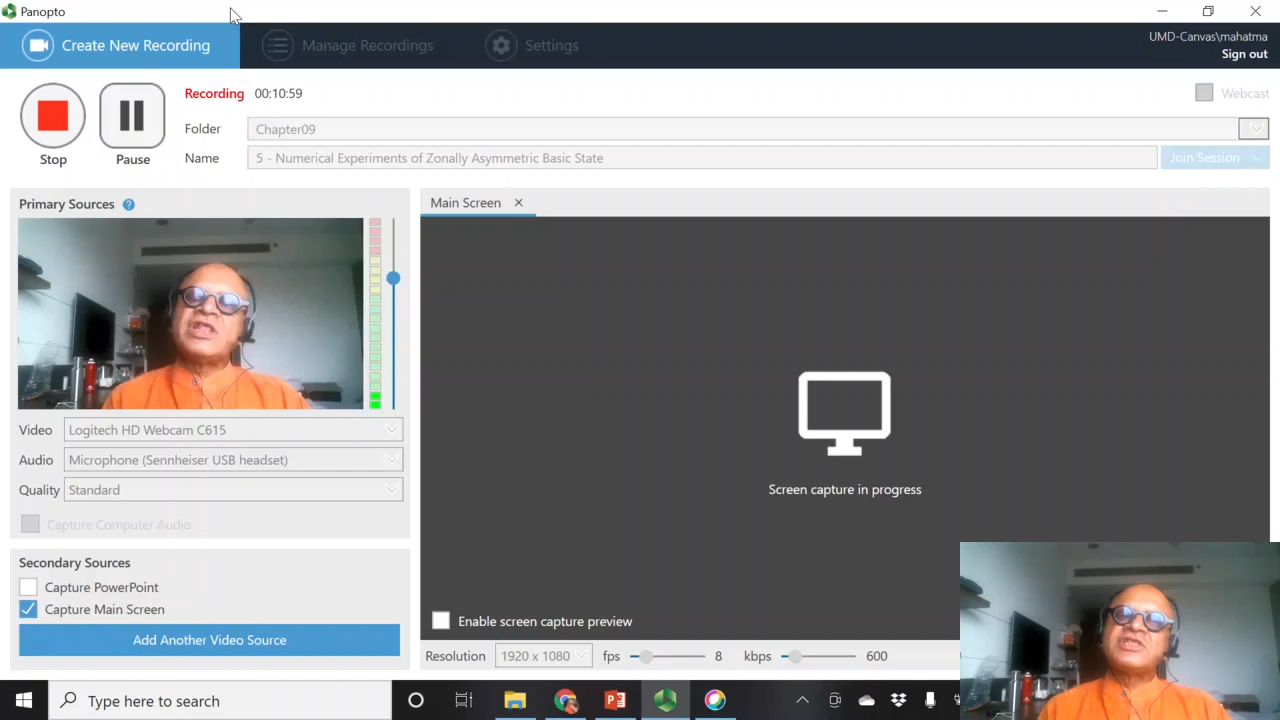 Panopto
Create New Recording
Manage Recordings
Settings
UMD-Canvas\mahatma
Sign out
Stop
Pause
Recording 00:10:59
Webcast
Folder Chapter09
Name 5 - Numerical Experiments of Zonally Asymmetric Basic State
Join Session
Primary Sources ?
Main Screen
Video Logitech HD Webcam C615
Audio Microphone (Sennheiser USB headset)
Quality Standard
Capture Computer Audio
Screen capture in progress
Secondary Sources
Capture PowerPoint
Capture Main Screen
Add Another Video Source
Enable screen capture preview
Resolution 1920 x 1080 fps 8 kbps 600
Type here to search